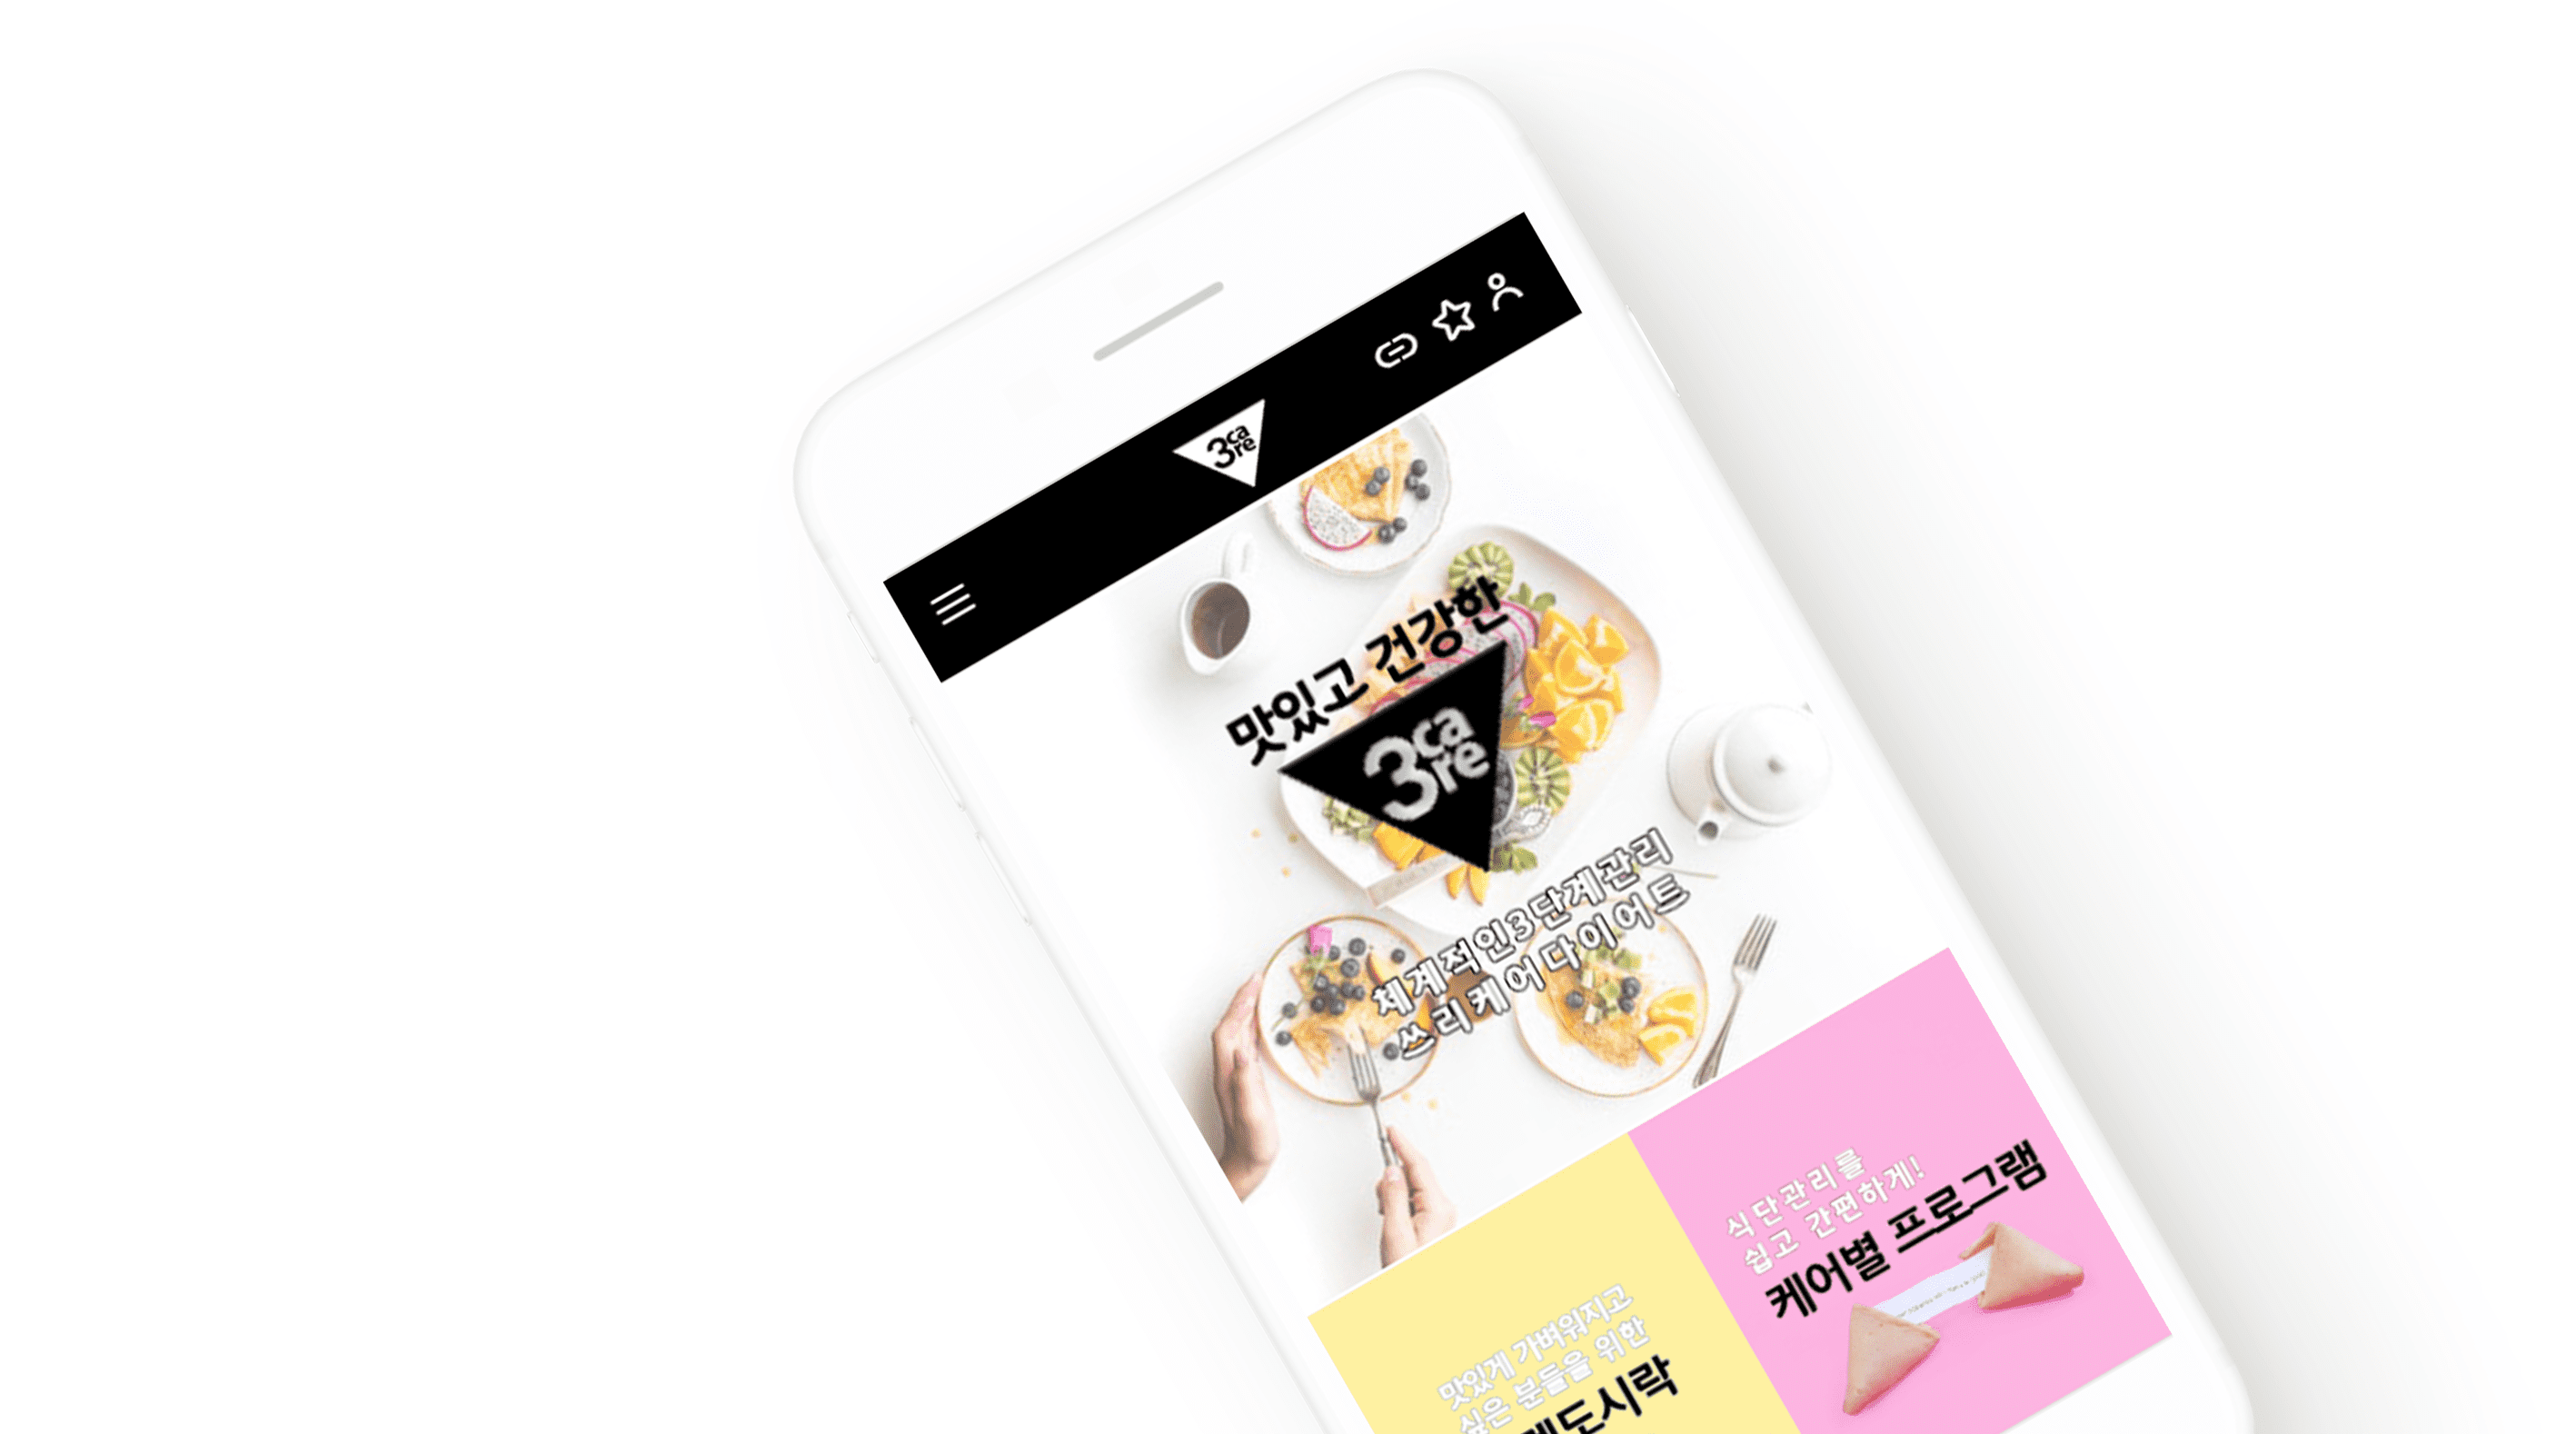 3care
맛있고 건강한
3care
체계적인3단계관리
쓰리케어다이어트
식단관리를
쉽고 간편하게!
케어별 프로그램
맛있게 가벼워지고
싶은 분들을 위한
도시락